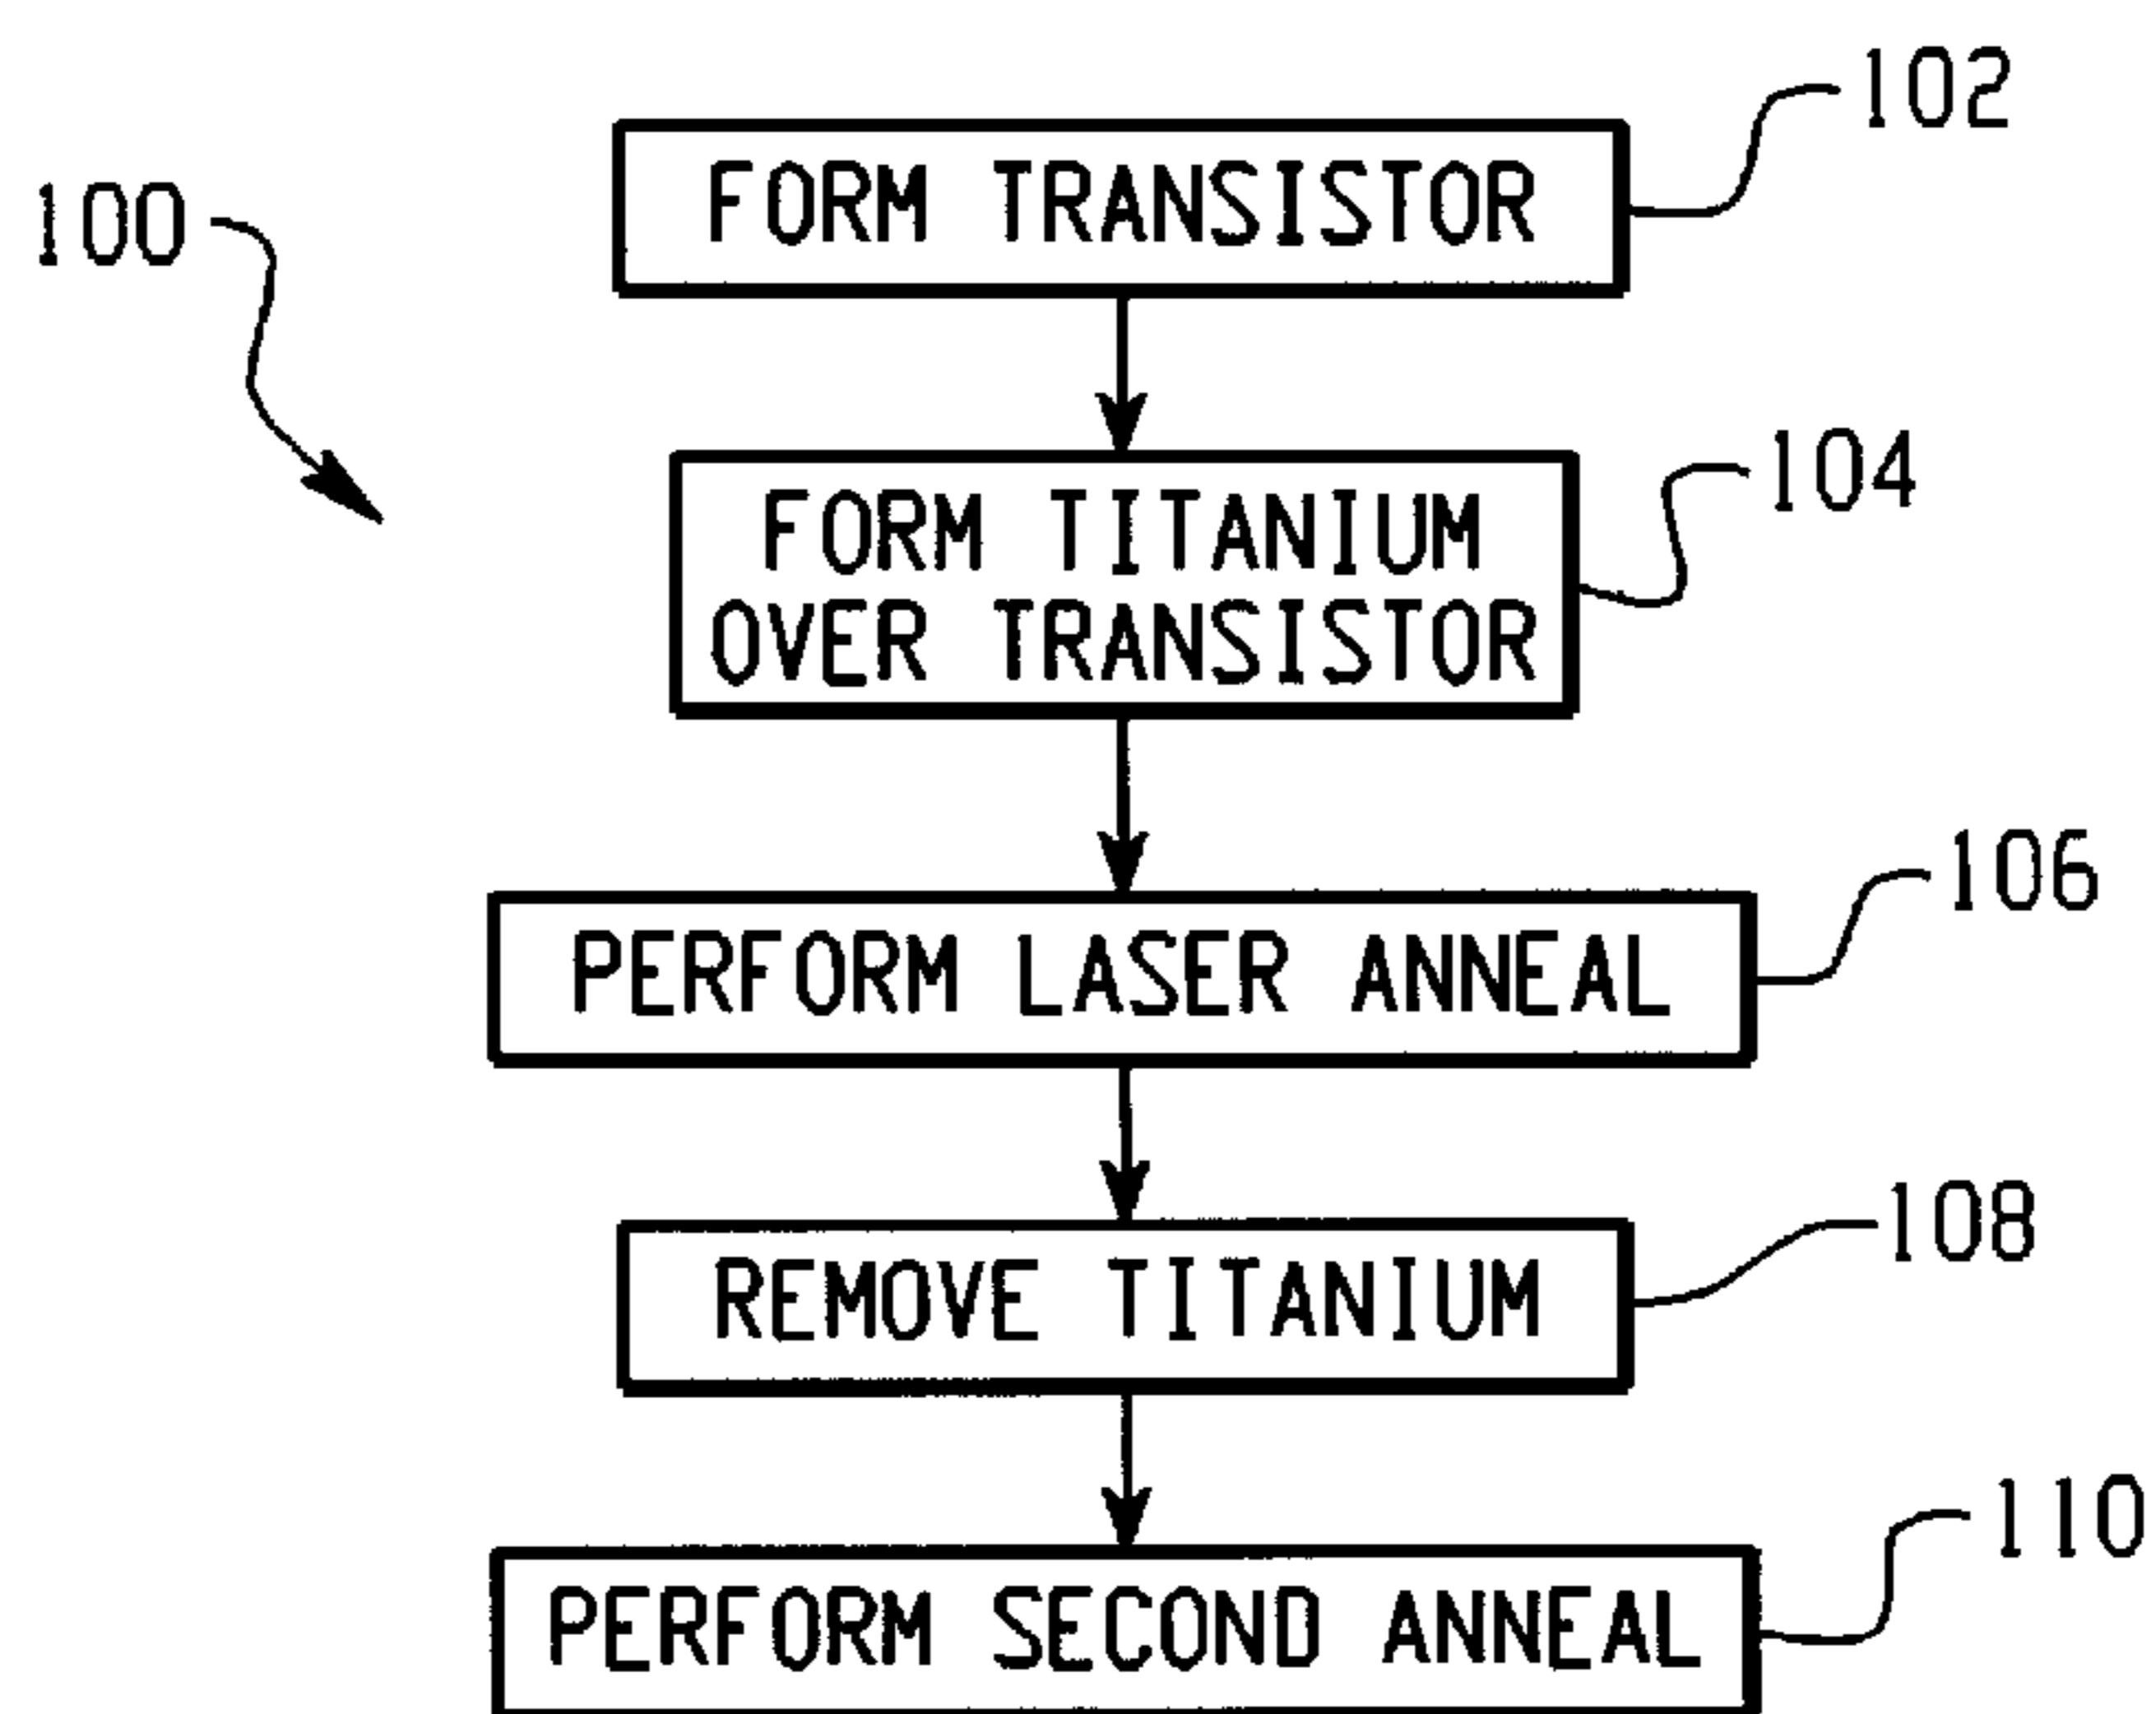 102
FORM TRANSISTOR
100
104
FORM TITANIUM
OVER TRANSISTOR
106
PERFORM LASER ANNEAL
108
REMOVE TITANIUM
110
PERFORM SECOND ANNEAL